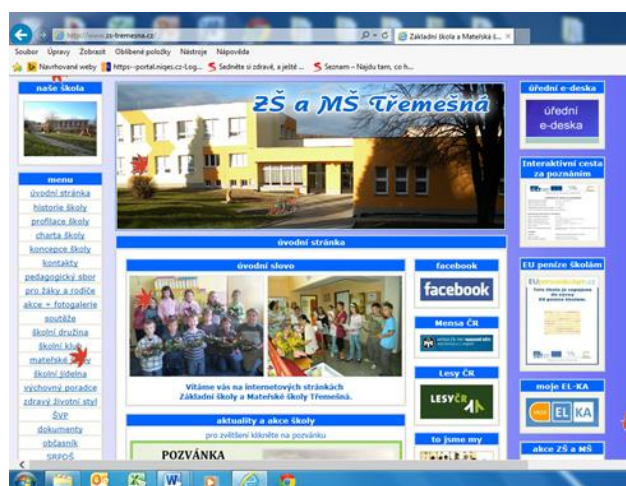 http://www.zs-tremesna.cz/
Základní škola a Mateřská š...
Soubor Úpravy Zobrazit Oblíbené položky Nástroje Nápověda
Navrhované weby
https--portal.niqes.cz-Log...
Sedněte si zdravě, a ještě ...
Seznam – Najdu tam, co h...
naše škola
menu
úvodní stránka
historie školy
profilace školy
charta školy
koncepce školy
kontakty
pedagogický sbor
pro žáky a rodiče
akce + fotogalerie
soutěže
školní družina
školní klub
mateřské
školní jídelna
výchovný poradce
zdravý životní styl
ŠVP
dokumenty
občasník
SRPDŠ
ZŠ a MŠ Třemešná
úvodní stránka
úvodní slovo
Vítáme vás na internetových stránkách
Základní školy a Mateřské školy Třemešná.
aktuality a akce školy
pro zvětšení klikněte na pozvánku
POZVÁNKA
facebook
facebook
Mensa ČR
Lesy ČR
LESYČR
to jsme my
úřední e-deska
úřední
e-deska
Interaktivní cesta
za poznáním
EU peníze školám
moje EL-KA
EL KA
akce ZŠ a MŠ